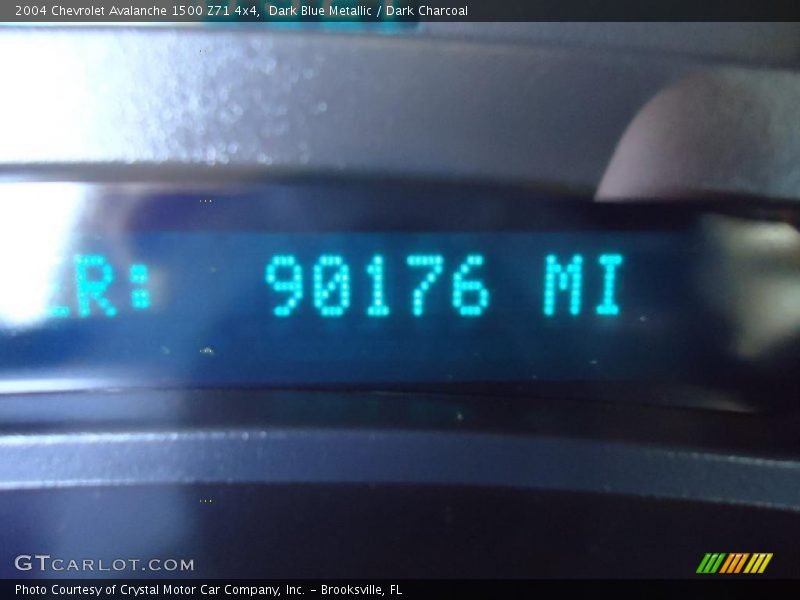 2004 Chevrolet Avalanche 1500 Z71 4x4, Dark Blue Metallic / Dark Charcoal
LR: 90176 MI
GTCARLOT.COM
Photo Courtesy of Crystal Motor Car Company, Inc. - Brooksville, FL